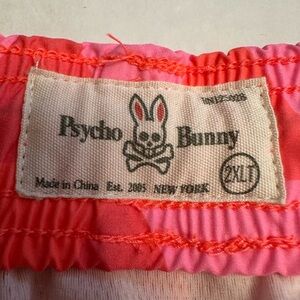 Psycho Bunny
2XLT
Made in China Est. 2005 NEW YORK